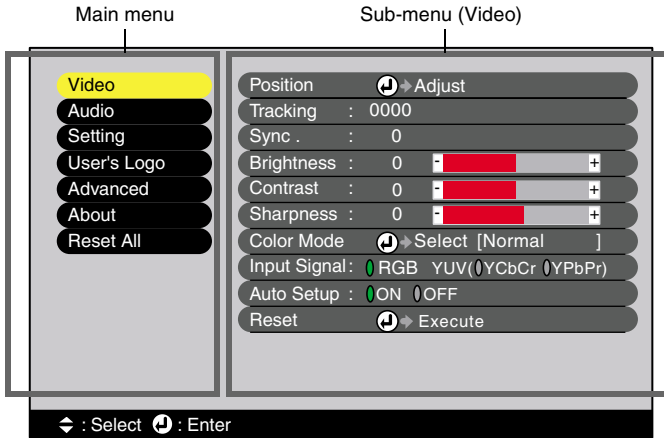 Main menu
Sub-menu (Video)
Video
Audio
Setting
User's Logo
Advanced
About
Reset All
Position Adjust
Tracking : 0000
Sync . : 0
Brightness : 0 - +
Contrast : 0 - +
Sharpness : 0 - +
Color Mode Select [Normal ]
Input Signal : RGB YUV( YCbCr YPbPr)
Auto Setup : ON OFF
Reset Execute
: Select : Enter